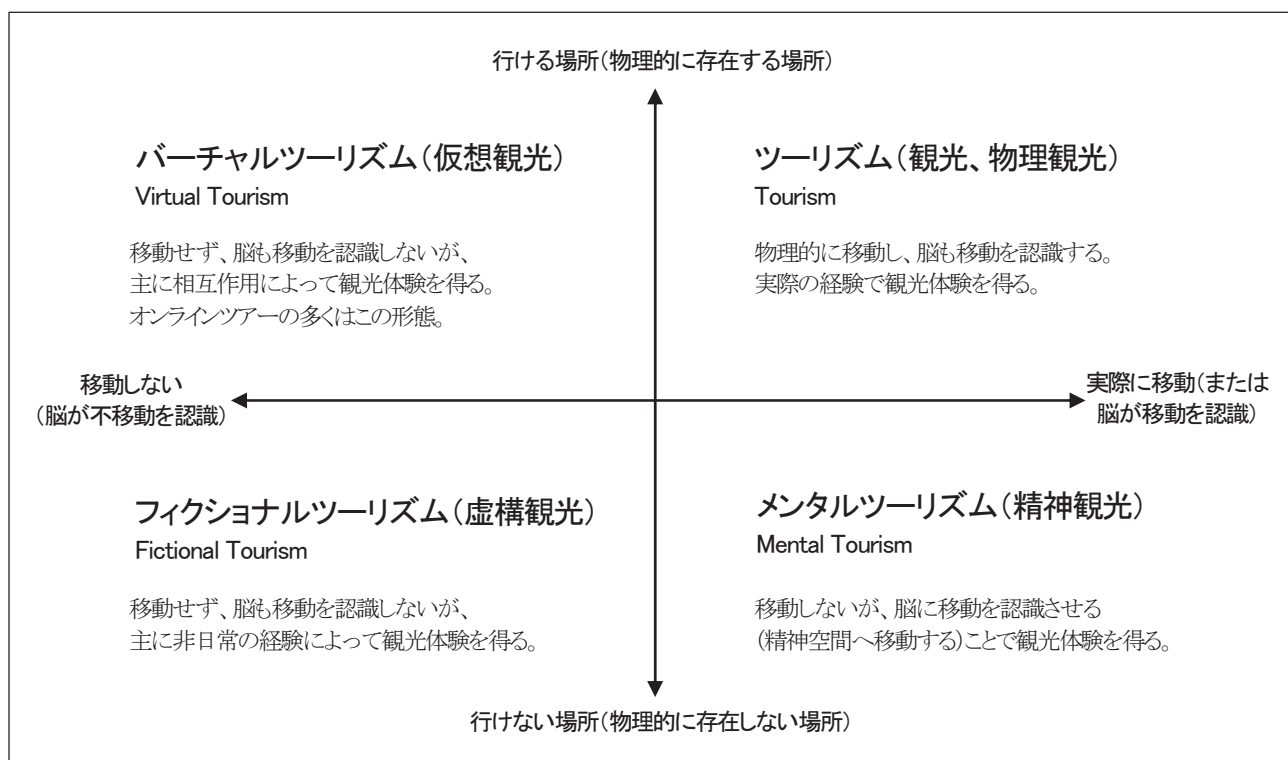 行ける場所(物理的に存在する場所)
バーチャルツーリズム(仮想観光)
Virtual Tourism
移動せず、脳も移動を認識しないが、
主に相互作用によって観光体験を得る。
オンラインツアーの多くはこの形態。
ツーリズム(観光、物理観光)
Tourism
物理的に移動し、脳も移動を認識する。
実際の経験で観光体験を得る。
移動しない
(脳が不移動を認識)
実際に移動(または
脳が移動を認識)
フィクショナルツーリズム(虚構観光)
Fictional Tourism
移動せず、脳も移動を認識しないが、
主に非日常の経験によって観光体験を得る。
メンタルツーリズム(精神観光)
Mental Tourism
移動しないが、脳に移動を認識させる
(精神空間へ移動する)ことで観光体験を得る。
行けない場所(物理的に存在しない場所)